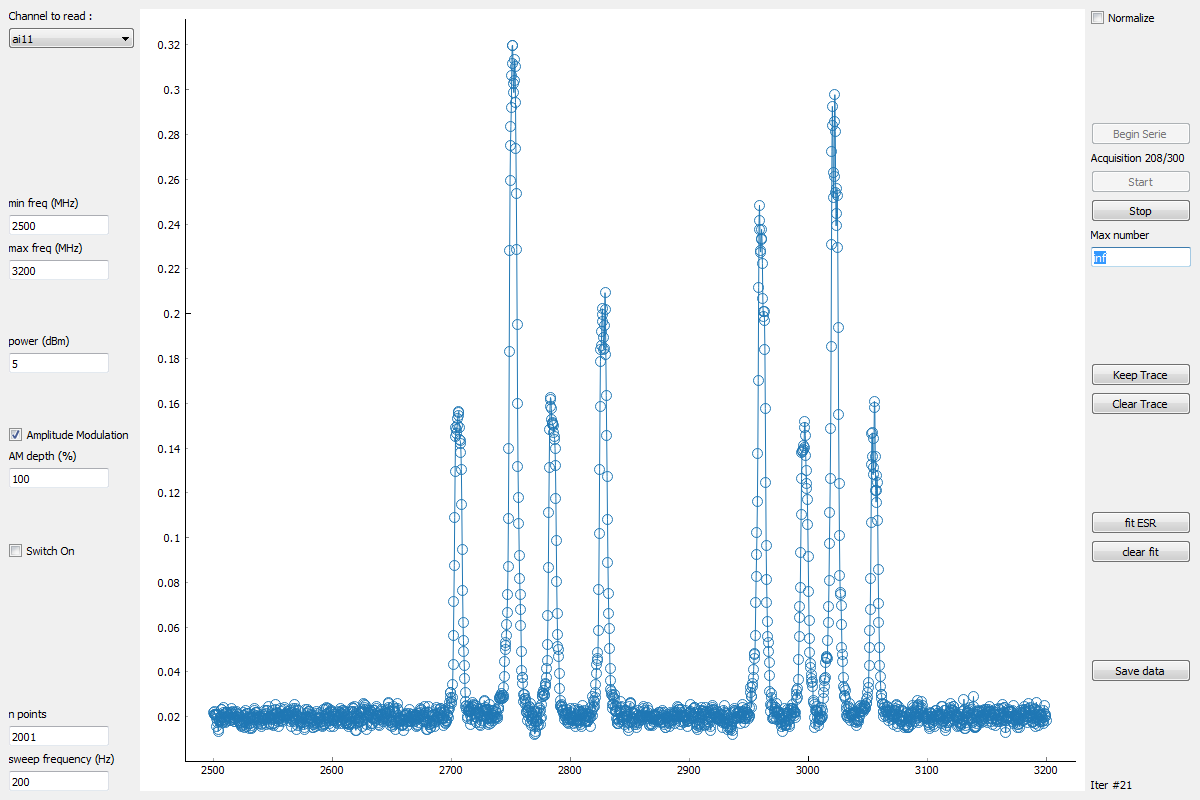 Channel to read :
ai11
min freq (MHz)
2500
max freq (MHz)
3200
power (dBm)
5
Amplitude Modulation
AM depth (%)
100
Switch On
n points
2001
sweep frequency (Hz)
200
0.32
0.3
0.28
0.26
0.24
0.22
0.2
0.18
0.16
0.14
0.12
0.1
0.08
0.06
0.04
0.02
2500
2600
2700
2800
2900
3000
3100
3200
Normalize
Begin Serie
Acquisition 208/300
Start
Stop
Max number
inf
Keep Trace
Clear Trace
fit ESR
clear fit
Save data
Iter #21